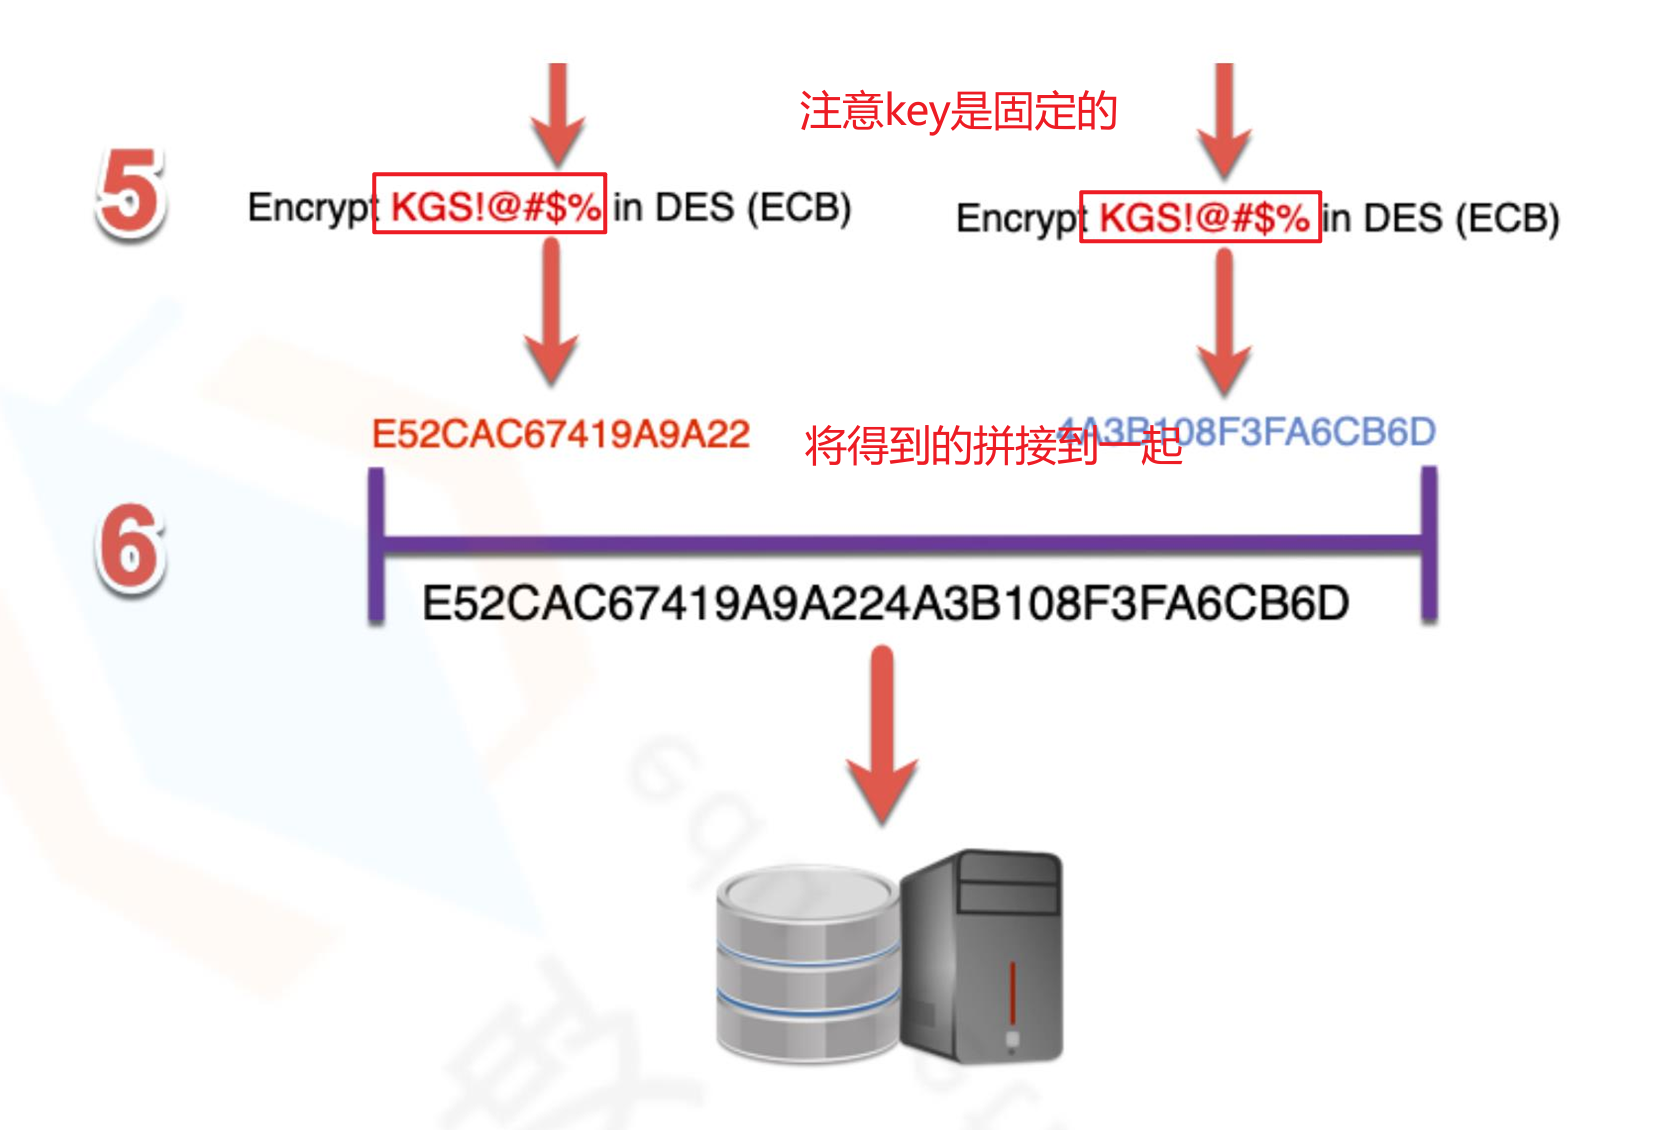 注意key是固定的
5
Encrypt KGS!@#$% in DES (ECB)
Encrypt KGS!@#$% in DES (ECB)
E52CAC67419A9A22
将得到的拼接到一起
4A3B108F3FA6CB6D
6
E52CAC67419A9A224A3B108F3FA6CB6D